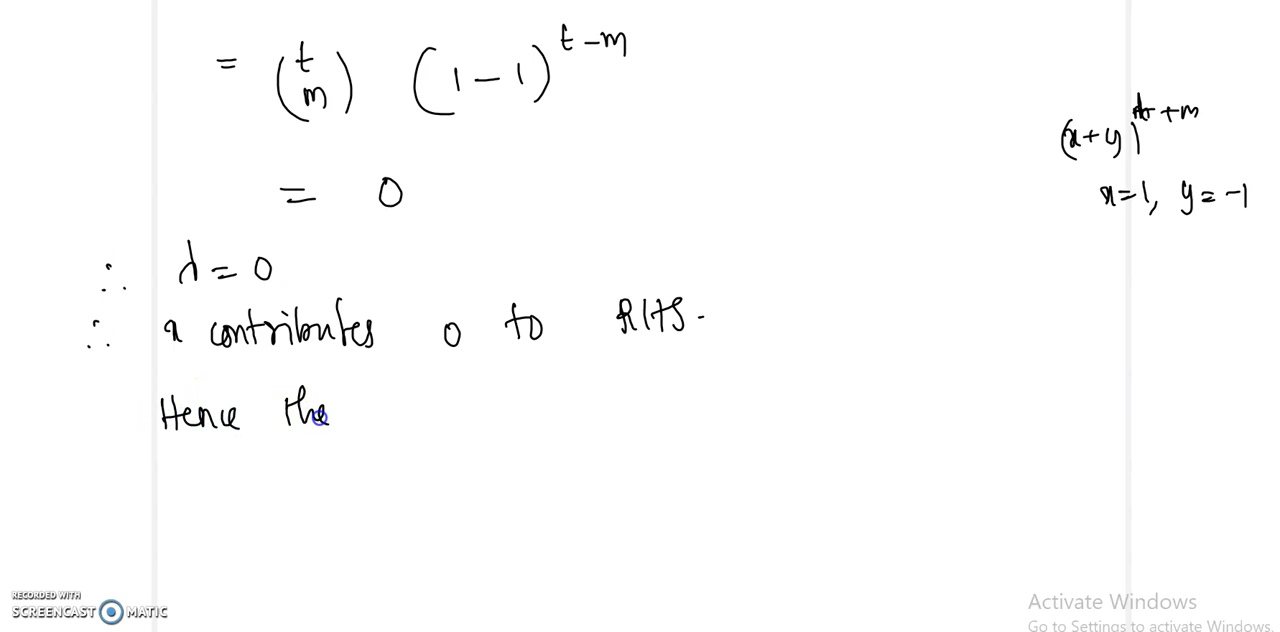 = (t m) (1-1)^{t-m}
(x+y)^{t+m}
x=1, y=-1
= 0
∴ λ=0
∴ x contributes 0 to RHS.
Hence the
RECORDED WITH
SCREENCAST MATIC
Activate Windows
Go to Settings to activate Windows.